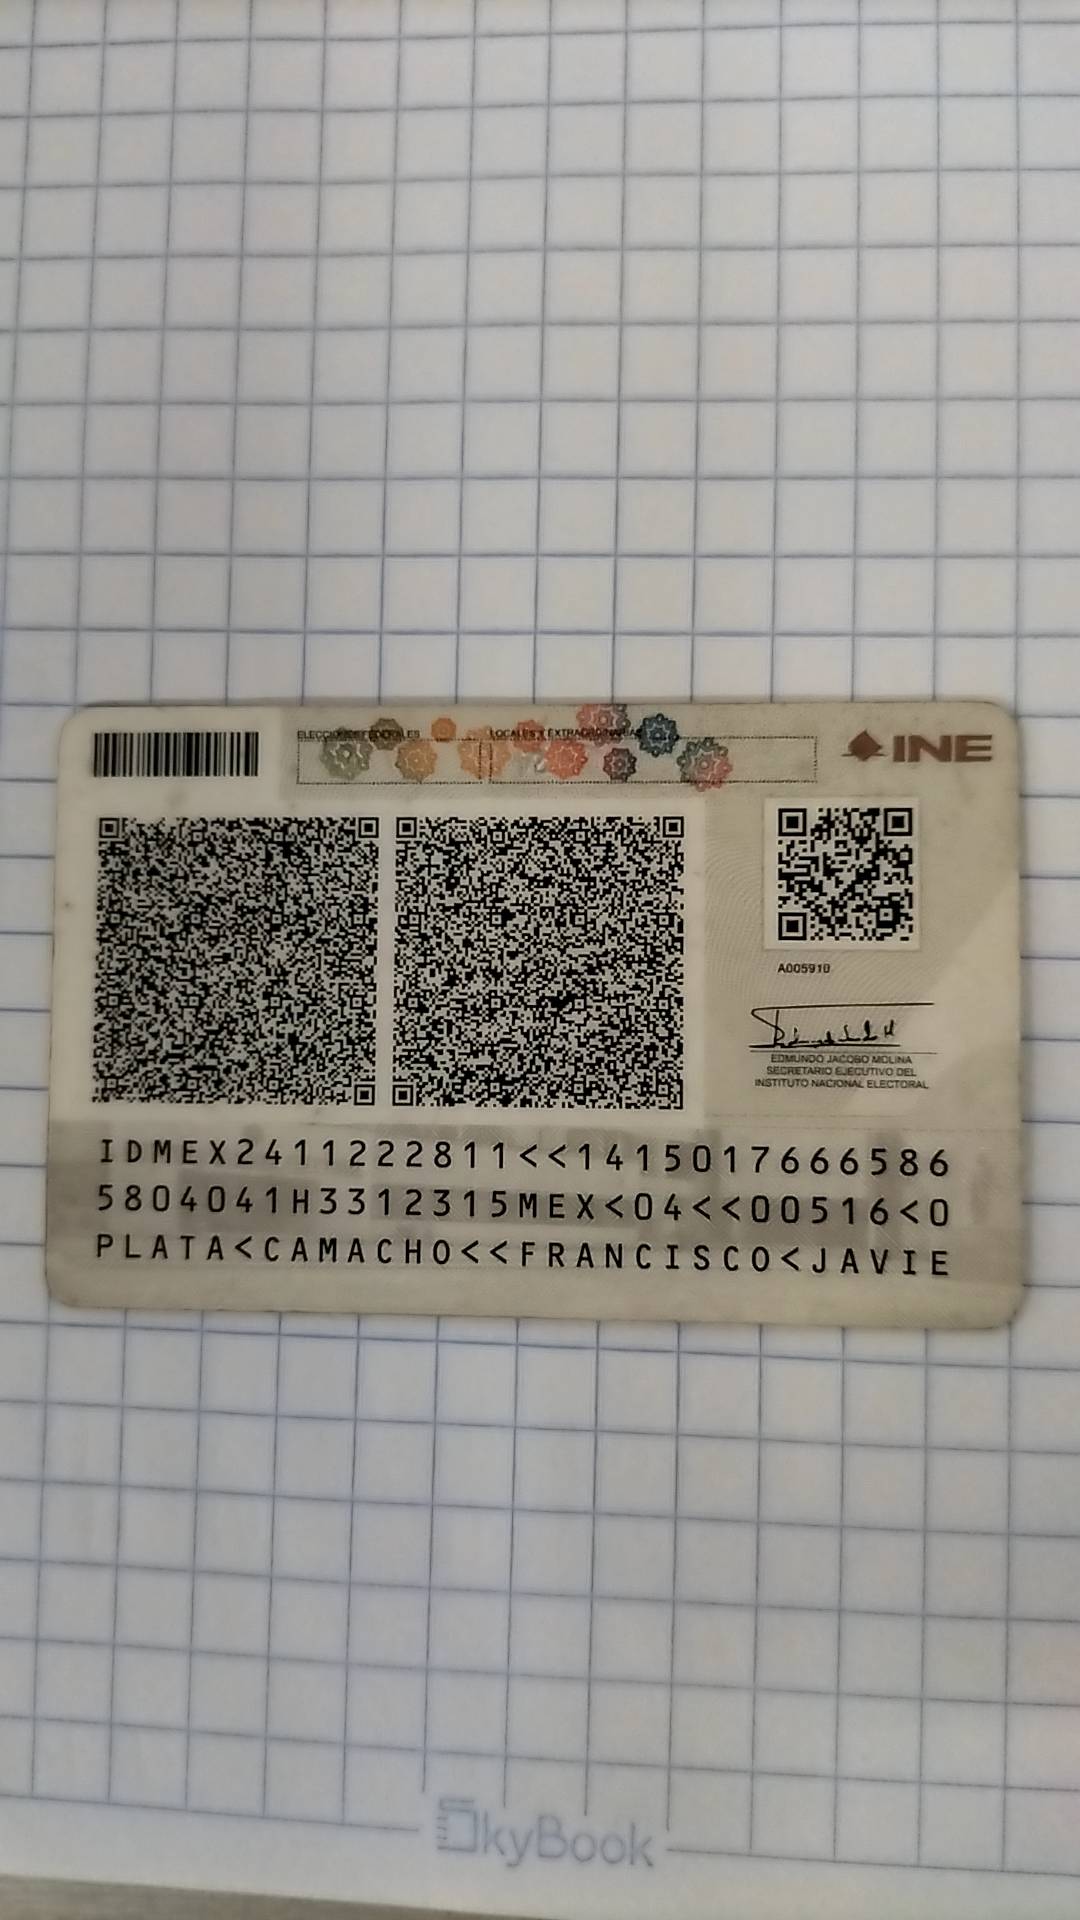 ELECCIONES FEDERALES LOCALES Y EXTRAORDINARIAS
INE
A005910
EDMUNDO JACOBO MOLINA
SECRETARIO EJECUTIVO DEL
INSTITUTO NACIONAL ELECTORAL
IDMEX2411222811<<1415017666586
5804041H3312315MEX<04<<00516<0
PLATA<CAMACHO<<FRANCISCO<JAVIE
SkyBook